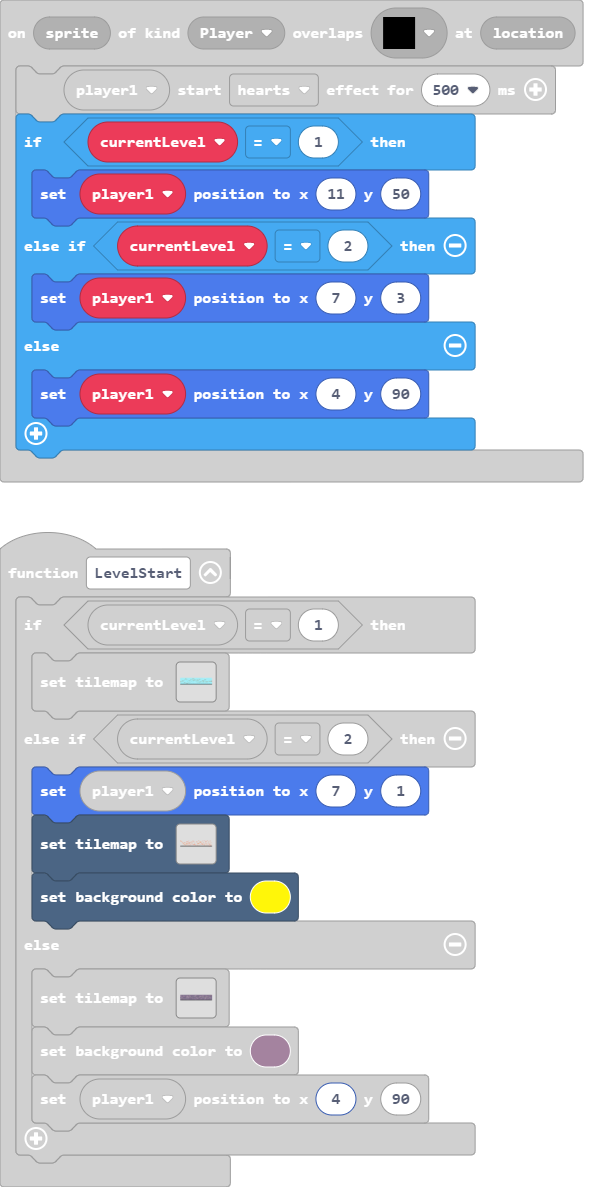 on sprite of kind Player overlaps at location
player1 start hearts effect for 500 ms
if currentLevel = 1 then
set player1 position to x 11 y 50
else if currentLevel = 2 then
set player1 position to x 7 y 3
else
set player1 position to x 4 y 90
function LevelStart
if currentLevel = 1 then
set tilemap to
else if currentLevel = 2 then
set player1 position to x 7 y 1
set tilemap to
set background color to
else
set tilemap to
set background color to
set player1 position to x 4 y 90